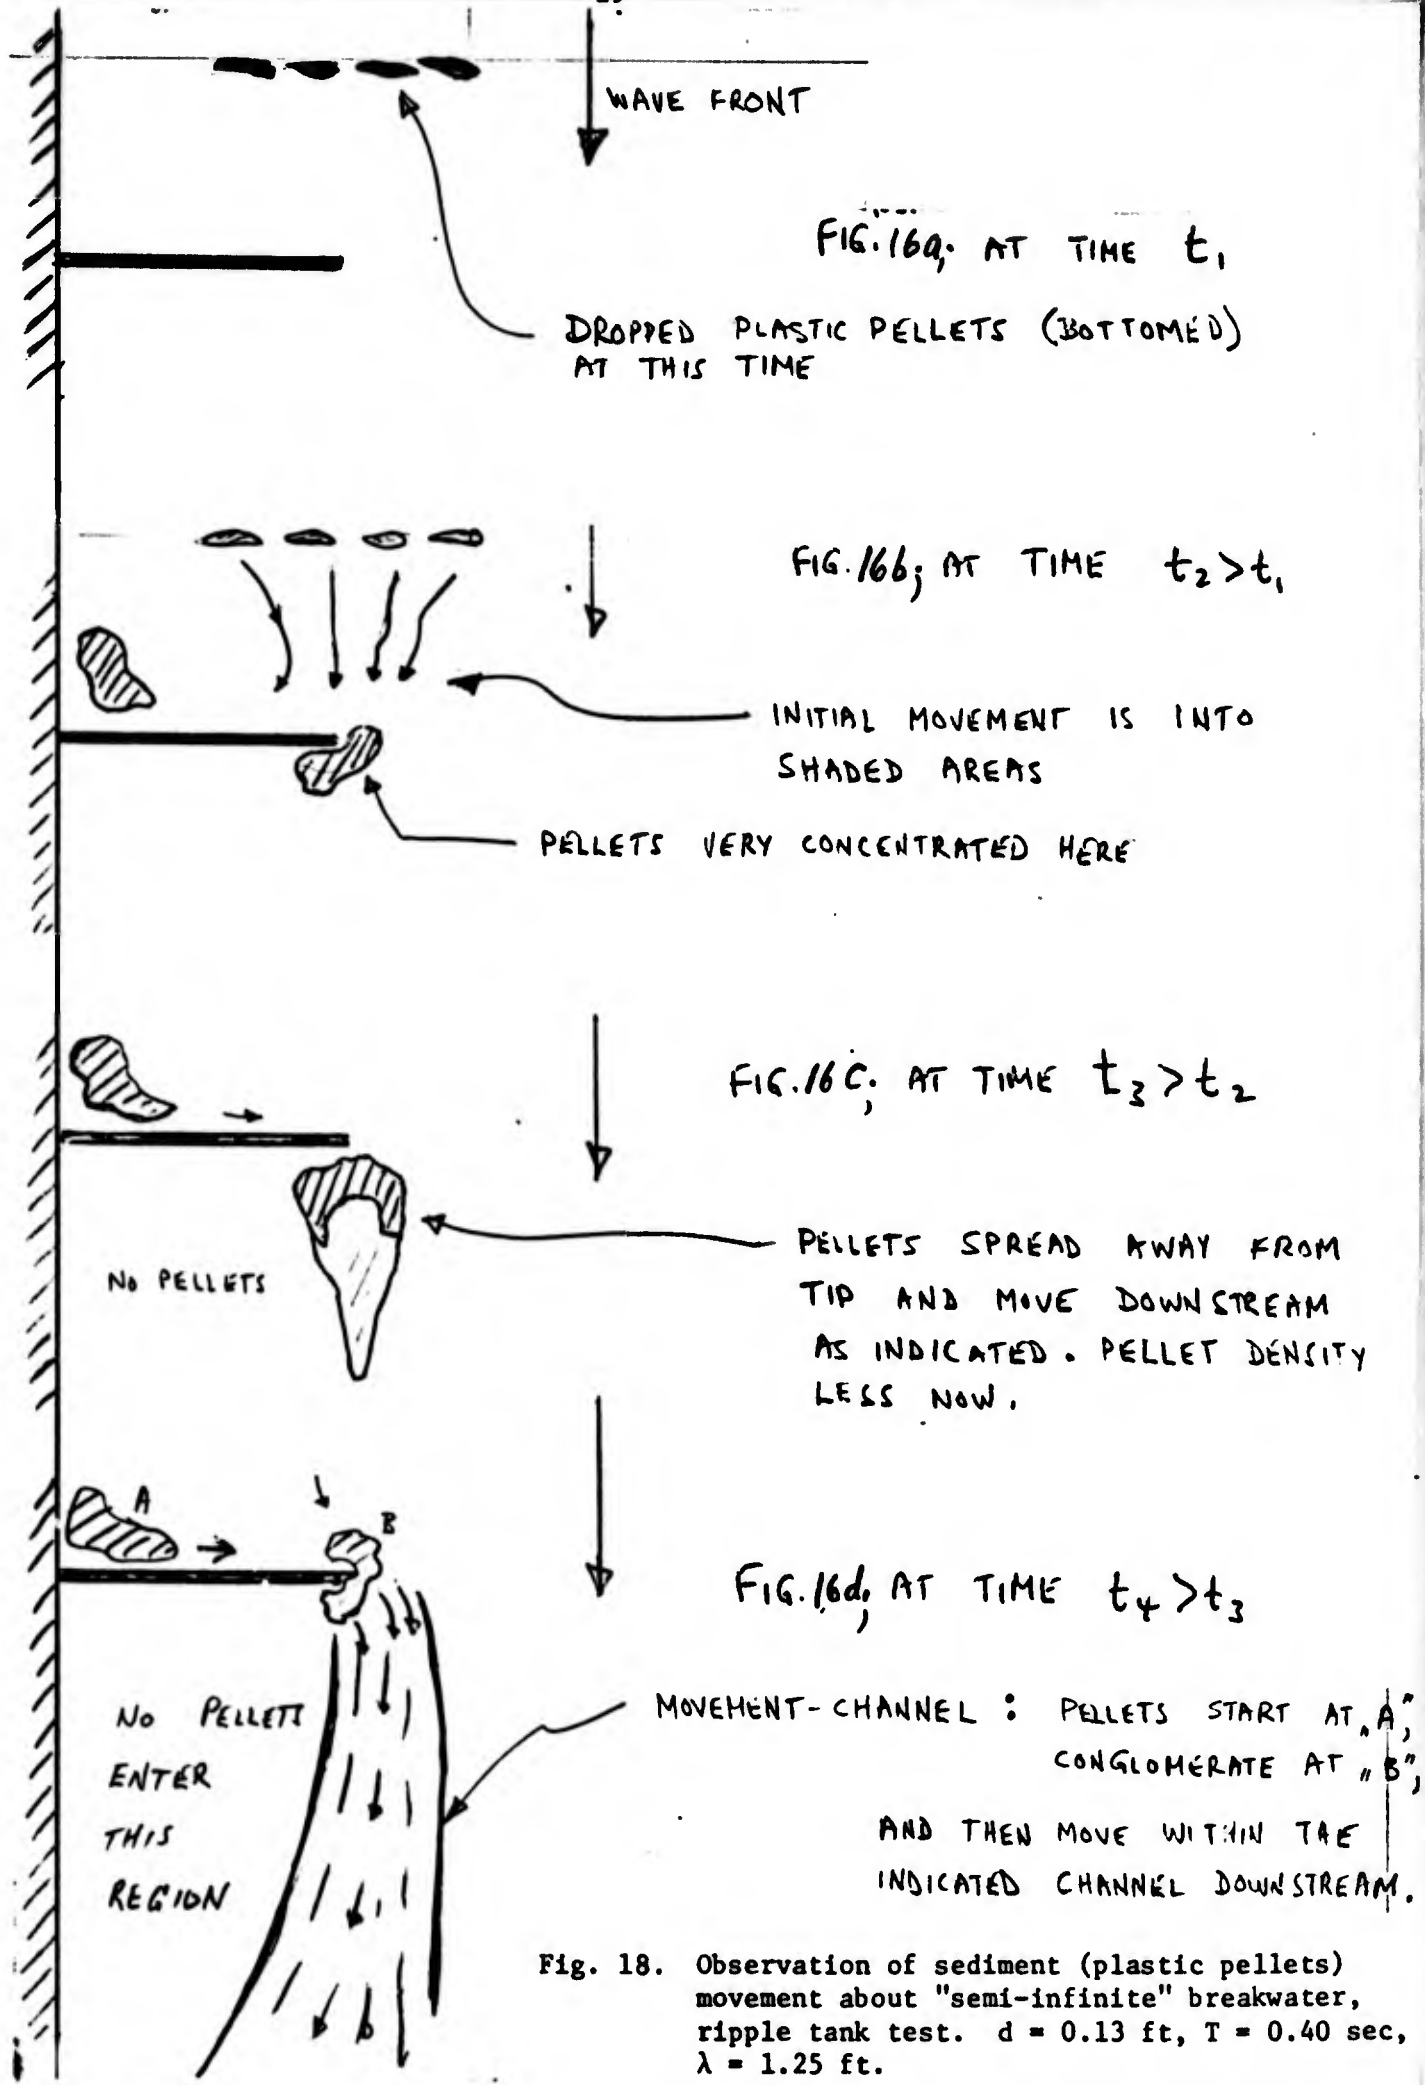 WAVE FRONT
FIG. 16a; AT TIME t₁
DROPPED PLASTIC PELLETS (BOTTOMED)
AT THIS TIME
FIG. 16b; AT TIME t₂ > t₁
INITIAL MOVEMENT IS INTO
SHADED AREAS
PELLETS VERY CONCENTRATED HERE
FIG. 16C; AT TIME t₃ > t₂
PELLETS SPREAD AWAY FROM
TIP AND MOVE DOWNSTREAM
AS INDICATED. PELLET DENSITY
LESS NOW.
NO PELLETS
A
B
FIG. 16d; AT TIME t₄ > t₃
MOVEMENT-CHANNEL : PELLETS START AT „A",
CONGLOMERATE AT „B",
AND THEN MOVE WITHIN THE
INDICATED CHANNEL DOWNSTREAM.
NO PELLETS
ENTER
THIS
REGION
Fig. 18. Observation of sediment (plastic pellets)
movement about "semi-infinite" breakwater,
ripple tank test. d = 0.13 ft, T = 0.40 sec,
λ = 1.25 ft.